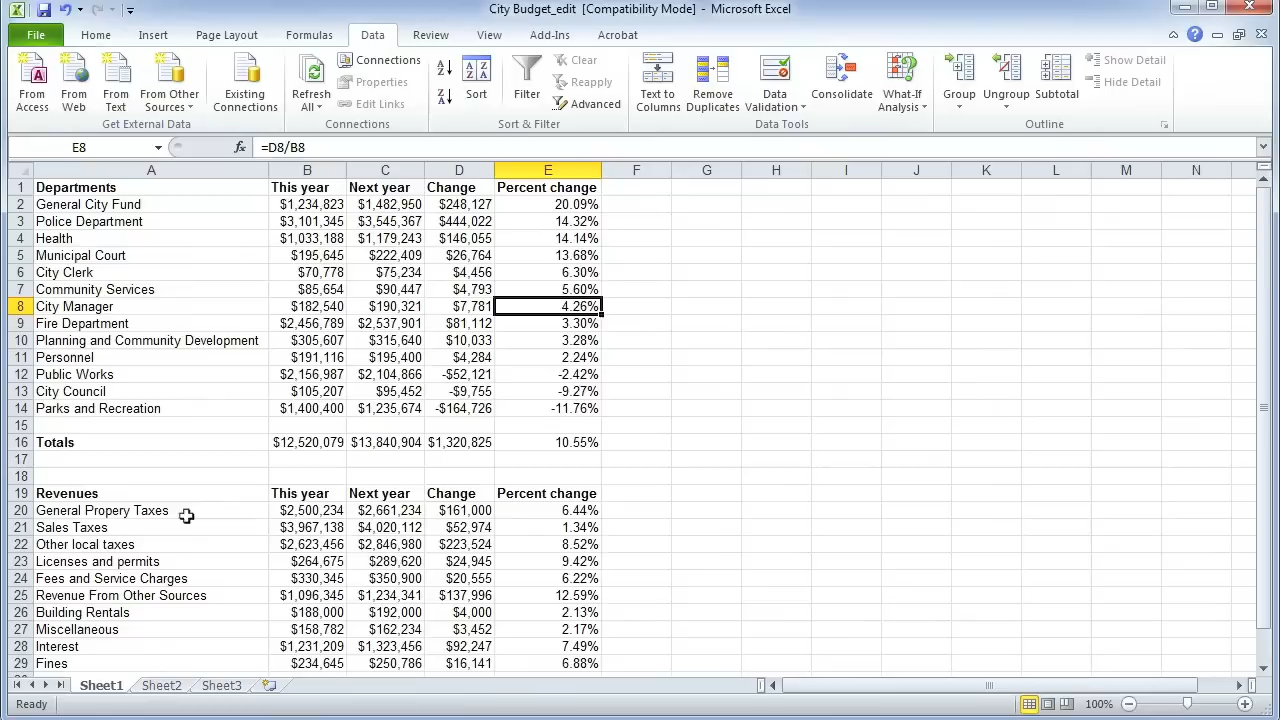 City Budget_edit [Compatibility Mode] - Microsoft Excel
File Home Insert Page Layout Formulas Data Review View Add-Ins Acrobat
From Access From Web From Text From Other Sources Existing Connections Refresh All Connections Properties Edit Links Sort Filter Clear Reapply Advanced Text to Columns Remove Duplicates Data Validation Consolidate What-If Analysis Group Ungroup Subtotal Show Detail Hide Detail
Get External Data Connections Sort & Filter Data Tools Outline
E8 fx =D8/B8
A B C D E F G H I J K L M N
1 Departments This year Next year Change Percent change
2 General City Fund $1,234,823 $1,482,950 $248,127 20.09%
3 Police Department $3,101,345 $3,545,367 $444,022 14.32%
4 Health $1,033,188 $1,179,243 $146,055 14.14%
5 Municipal Court $195,645 $222,409 $26,764 13.68%
6 City Clerk $70,778 $75,234 $4,456 6.30%
7 Community Services $85,654 $90,447 $4,793 5.60%
8 City Manager $182,540 $190,321 $7,781 4.26%
9 Fire Department $2,456,789 $2,537,901 $81,112 3.30%
10 Planning and Community Development $305,607 $315,640 $10,033 3.28%
11 Personnel $191,116 $195,400 $4,284 2.24%
12 Public Works $2,156,987 $2,104,866 -$52,121 -2.42%
13 City Council $105,207 $95,452 -$9,755 -9.27%
14 Parks and Recreation $1,400,400 $1,235,674 -$164,726 -11.76%
15
16 Totals $12,520,079 $13,840,904 $1,320,825 10.55%
17
18
19 Revenues This year Next year Change Percent change
20 General Propery Taxes $2,500,234 $2,661,234 $161,000 6.44%
21 Sales Taxes $3,967,138 $4,020,112 $52,974 1.34%
22 Other local taxes $2,623,456 $2,846,980 $223,524 8.52%
23 Licenses and permits $264,675 $289,620 $24,945 9.42%
24 Fees and Service Charges $330,345 $350,900 $20,555 6.22%
25 Revenue From Other Sources $1,096,345 $1,234,341 $137,996 12.59%
26 Building Rentals $188,000 $192,000 $4,000 2.13%
27 Miscellaneous $158,782 $162,234 $3,452 2.17%
28 Interest $1,231,209 $1,323,456 $92,247 7.49%
29 Fines $234,645 $250,786 $16,141 6.88%
Sheet1 Sheet2 Sheet3
Ready 100%